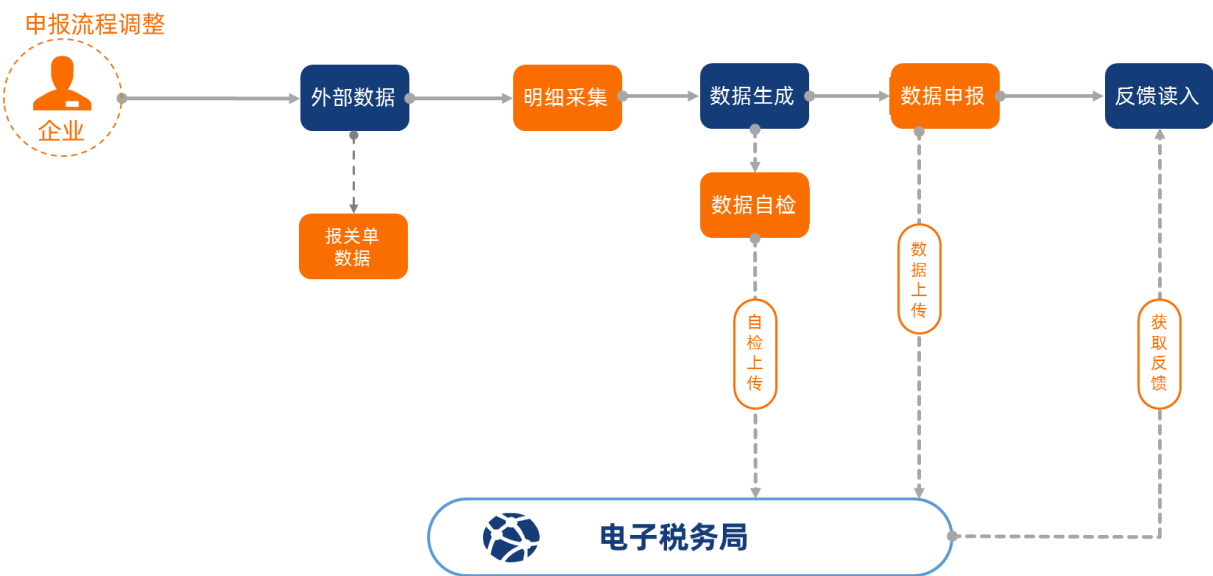 申报流程调整
企业
外部数据
明细采集
数据生成
数据申报
反馈读入
报关单
数据
数据自检
自检上传
数据上传
获取反馈
电子税务局